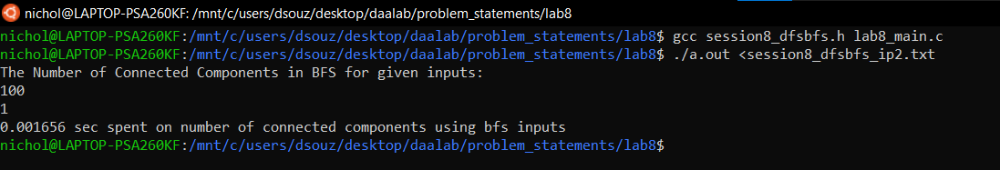 nichol@LAPTOP-PSA260KF: /mnt/c/users/dsouz/desktop/daalab/problem_statements/lab8
nichol@LAPTOP-PSA260KF:/mnt/c/users/dsouz/desktop/daalab/problem_statements/lab8$ gcc session8_dfsbfs.h lab8_main.c
nichol@LAPTOP-PSA260KF:/mnt/c/users/dsouz/desktop/daalab/problem_statements/lab8$ ./a.out <session8_dfsbfs_ip2.txt
The Number of Connected Components in BFS for given inputs:
100
1
0.001656 sec spent on number of connected components using bfs inputs
nichol@LAPTOP-PSA260KF:/mnt/c/users/dsouz/desktop/daalab/problem_statements/lab8$